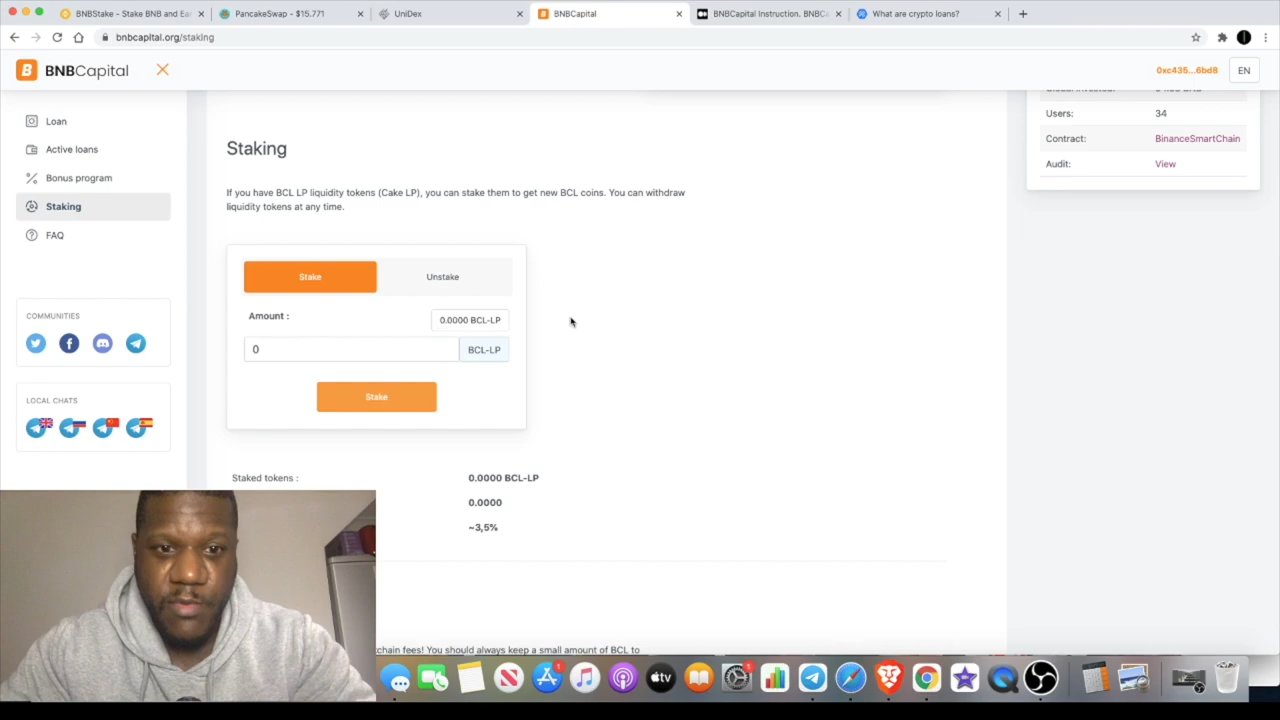 BNBStake - Stake BNB and Ea
PancakeSwap - $15.771
UniDex
BNBCapital
BNBCapital Instruction. BNBC
What are crypto loans?
bnbcapital.org/staking
BNBCapital
0xc435...6bd8
EN
Loan
Active loans
Bonus program
Staking
FAQ
COMMUNITIES
LOCAL CHATS
Staking
If you have BCL LP liquidity tokens (Cake LP), you can stake them to get new BCL coins. You can withdraw
liquidity tokens at any time.
Stake
Unstake
Amount :
0.0000 BCL-LP
0
BCL-LP
Stake
Staked tokens :
0.0000 BCL-LP
0.0000
~3,5%
chain fees! You should always keep a small amount of BCL to
Users:
34
Contract:
BinanceSmartChain
Audit:
View
tv